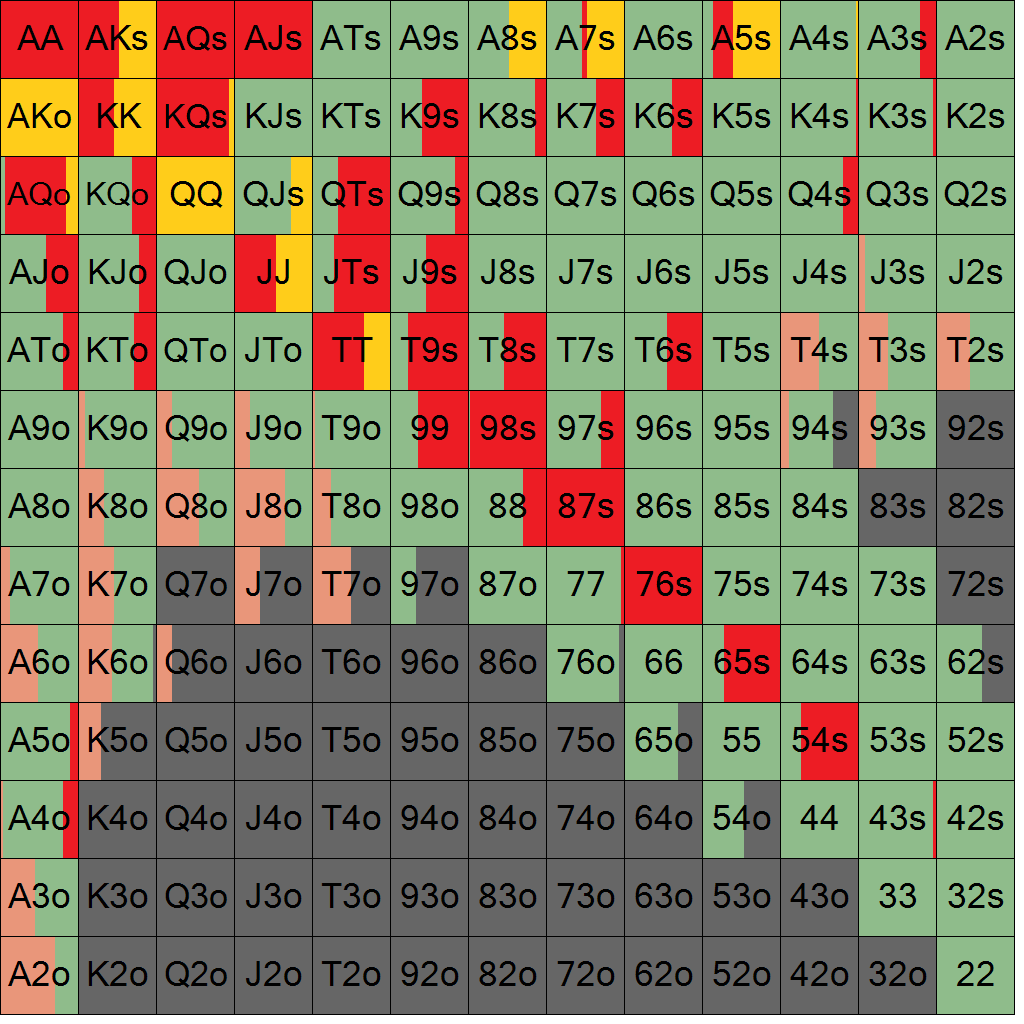 AA AKs AQs AJs ATs A9s A8s A7s A6s A5s A4s A3s A2s
AKo KK KQs KJs KTs K9s K8s K7s K6s K5s K4s K3s K2s
AQo KQo QQ QJs QTs Q9s Q8s Q7s Q6s Q5s Q4s Q3s Q2s
AJo KJo QJo JJ JTs J9s J8s J7s J6s J5s J4s J3s J2s
ATo KTo QTo JTo TT T9s T8s T7s T6s T5s T4s T3s T2s
A9o K9o Q9o J9o T9o 99 98s 97s 96s 95s 94s 93s 92s
A8o K8o Q8o J8o T8o 98o 88 87s 86s 85s 84s 83s 82s
A7o K7o Q7o J7o T7o 97o 87o 77 76s 75s 74s 73s 72s
A6o K6o Q6o J6o T6o 96o 86o 76o 66 65s 64s 63s 62s
A5o K5o Q5o J5o T5o 95o 85o 75o 65o 55 54s 53s 52s
A4o K4o Q4o J4o T4o 94o 84o 74o 64o 54o 44 43s 42s
A3o K3o Q3o J3o T3o 93o 83o 73o 63o 53o 43o 33 32s
A2o K2o Q2o J2o T2o 92o 82o 72o 62o 52o 42o 32o 22